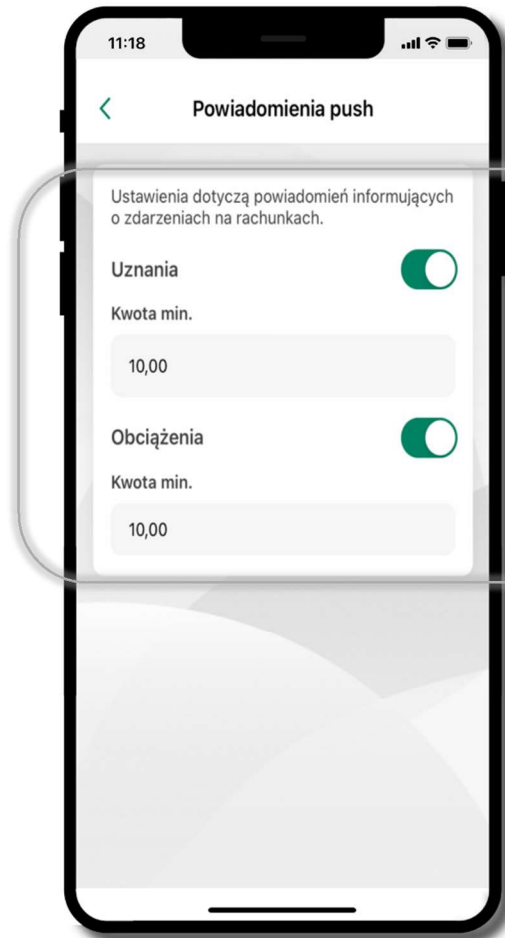 11:18
Powiadomienia push
Ustawienia dotyczą powiadomień informujących
o zdarzeniach na rachunkach.
Uznania
Kwota min.
10,00
Obciążenia
Kwota min.
10,00